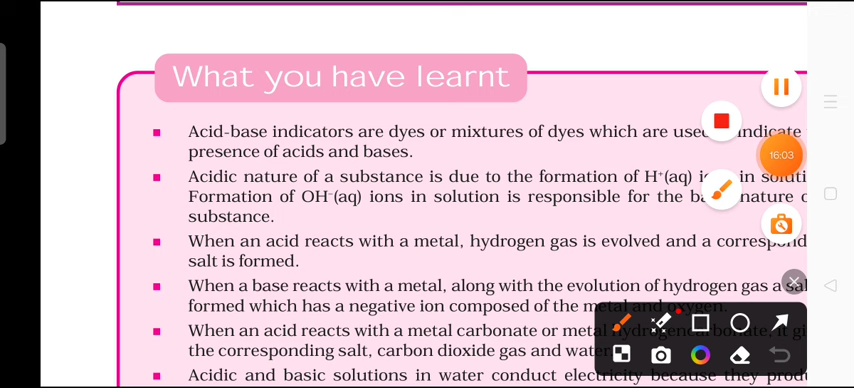 What you have learnt
Acid-base indicators are dyes or mixtures of dyes which are used indicate
presence of acids and bases.
Acidic nature of a substance is due to the formation of H⁺(aq) in
Formation of OH⁻(aq) ions in solution is responsible for the nature
substance.
When an acid reacts with a metal, hydrogen gas is evolved and a
salt is formed.
When a base reacts with a metal, along with the evolution of hydrogen gas a
formed which has a negative ion composed of the metal and oxygen.
When an acid reacts with a metal carbonate or metal hydrogencarbonate, it
the corresponding salt, carbon dioxide gas and water.
Acidic and basic solutions in water conduct electricity because they
16:03